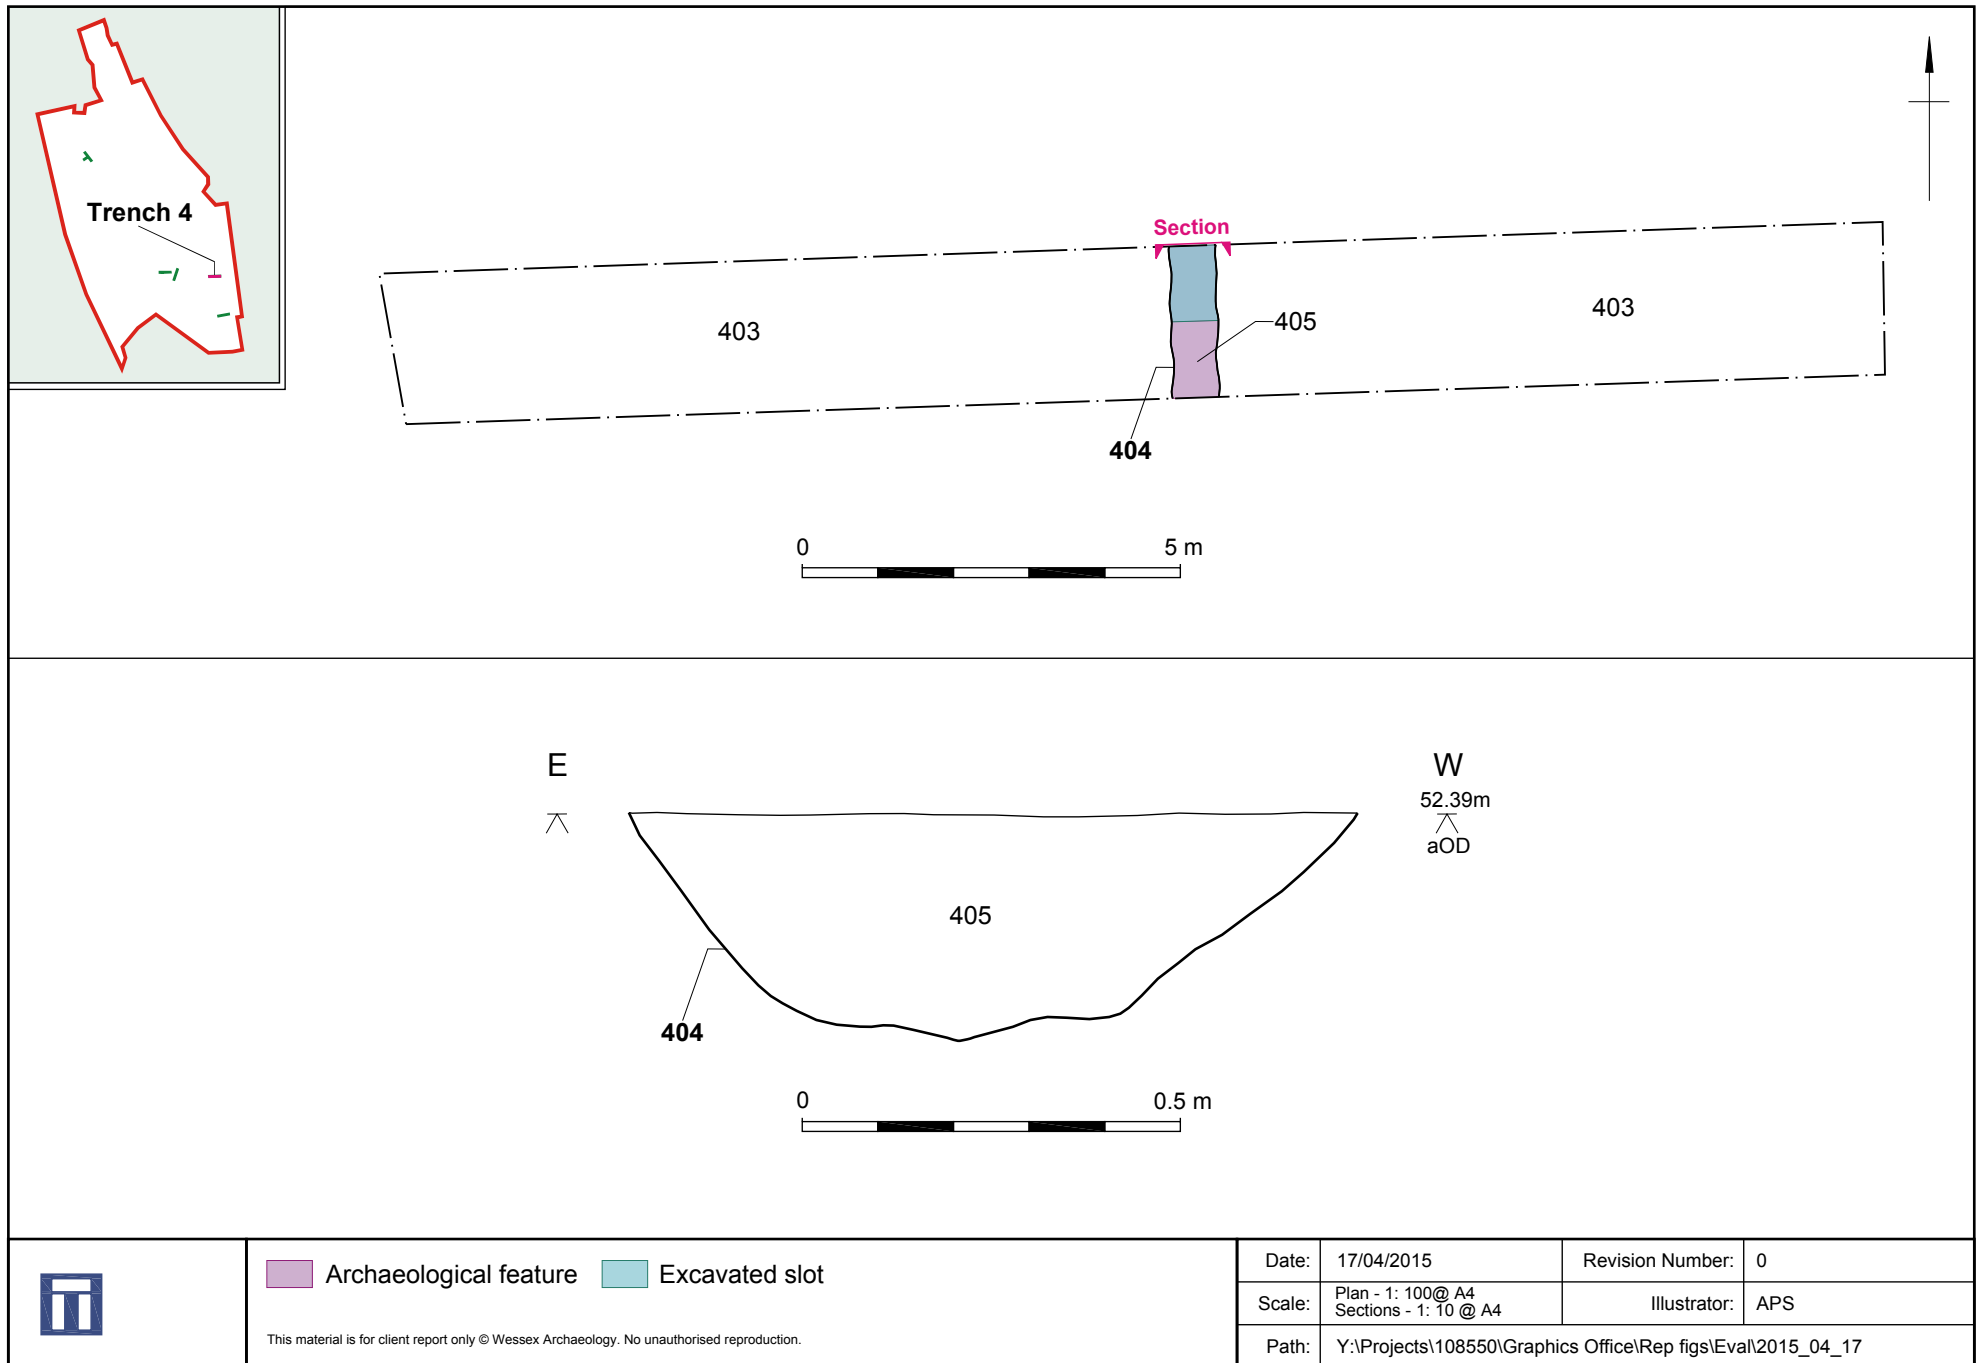 Trench 4
Section
403
405
403
404
0 5 m
E
W
52.39m
aOD
405
404
0 0.5 m
Archaeological feature Excavated slot
This material is for client report only © Wessex Archaeology. No unauthorised reproduction.
Date: 17/04/2015 Revision Number: 0
Scale: Plan - 1: 100@ A4
Sections - 1: 10 @ A4
Illustrator: APS
Path: Y:\Projects\108550\Graphics Office\Rep figs\Eval\2015_04_17